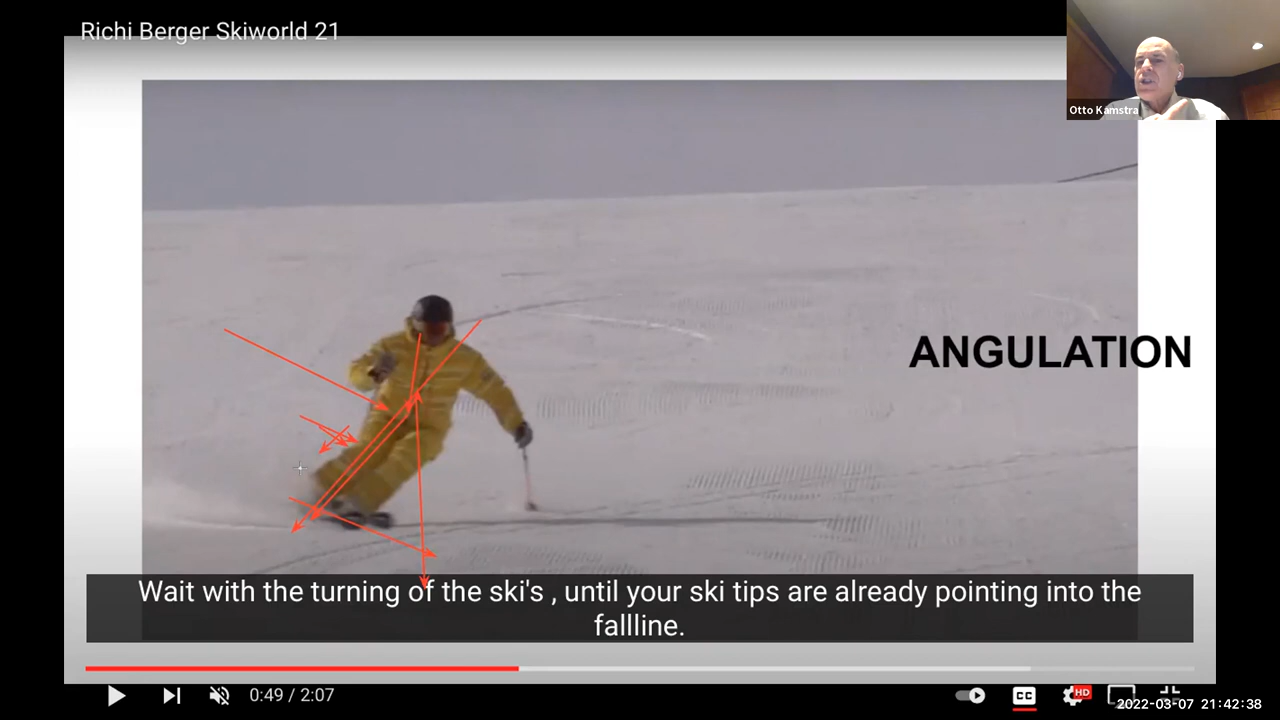 Richi Berger Skiworld 21
Otto Kamstra
ANGULATION
Wait with the turning of the ski's , until your ski tips are already pointing into the
fallline.
0:49 / 2:07
CC
HD
2022-03-07 21:42:38